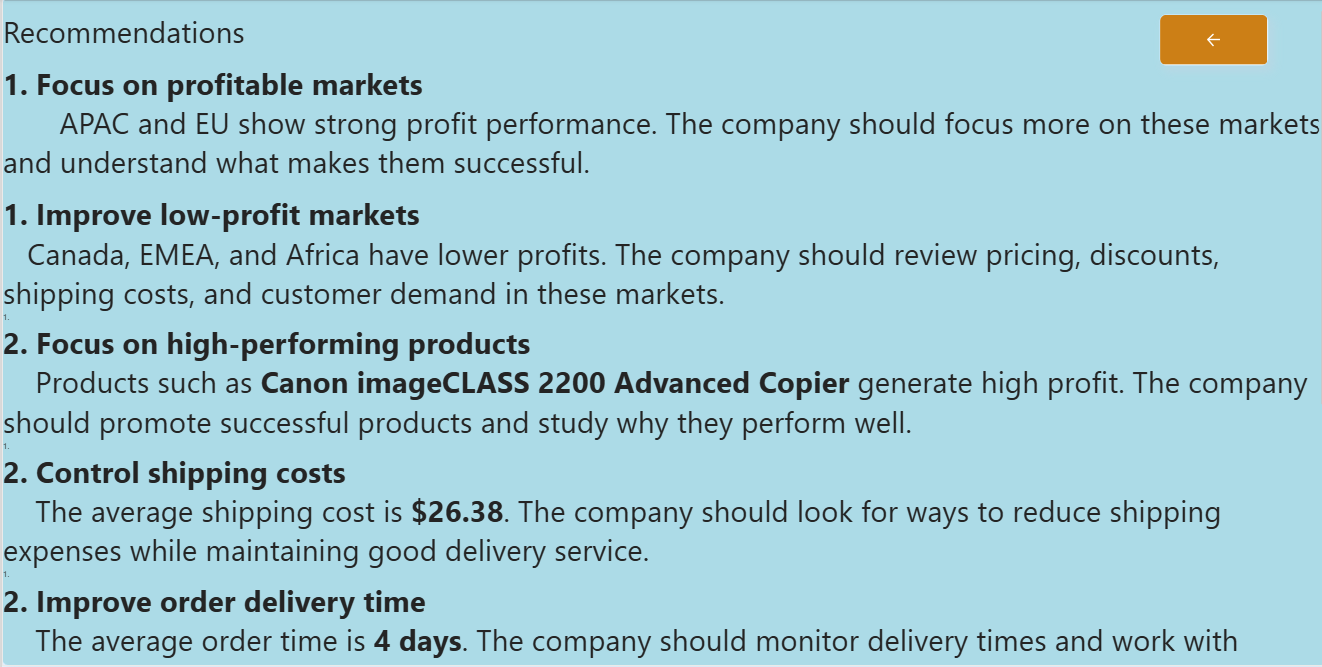 Recommendations
←
1. Focus on profitable markets
APAC and EU show strong profit performance. The company should focus more on these markets
and understand what makes them successful.
1. Improve low-profit markets
Canada, EMEA, and Africa have lower profits. The company should review pricing, discounts,
shipping costs, and customer demand in these markets.
1.
2. Focus on high-performing products
Products such as Canon imageCLASS 2200 Advanced Copier generate high profit. The company
should promote successful products and study why they perform well.
1.
2. Control shipping costs
The average shipping cost is $26.38. The company should look for ways to reduce shipping
expenses while maintaining good delivery service.
1.
2. Improve order delivery time
The average order time is 4 days. The company should monitor delivery times and work with